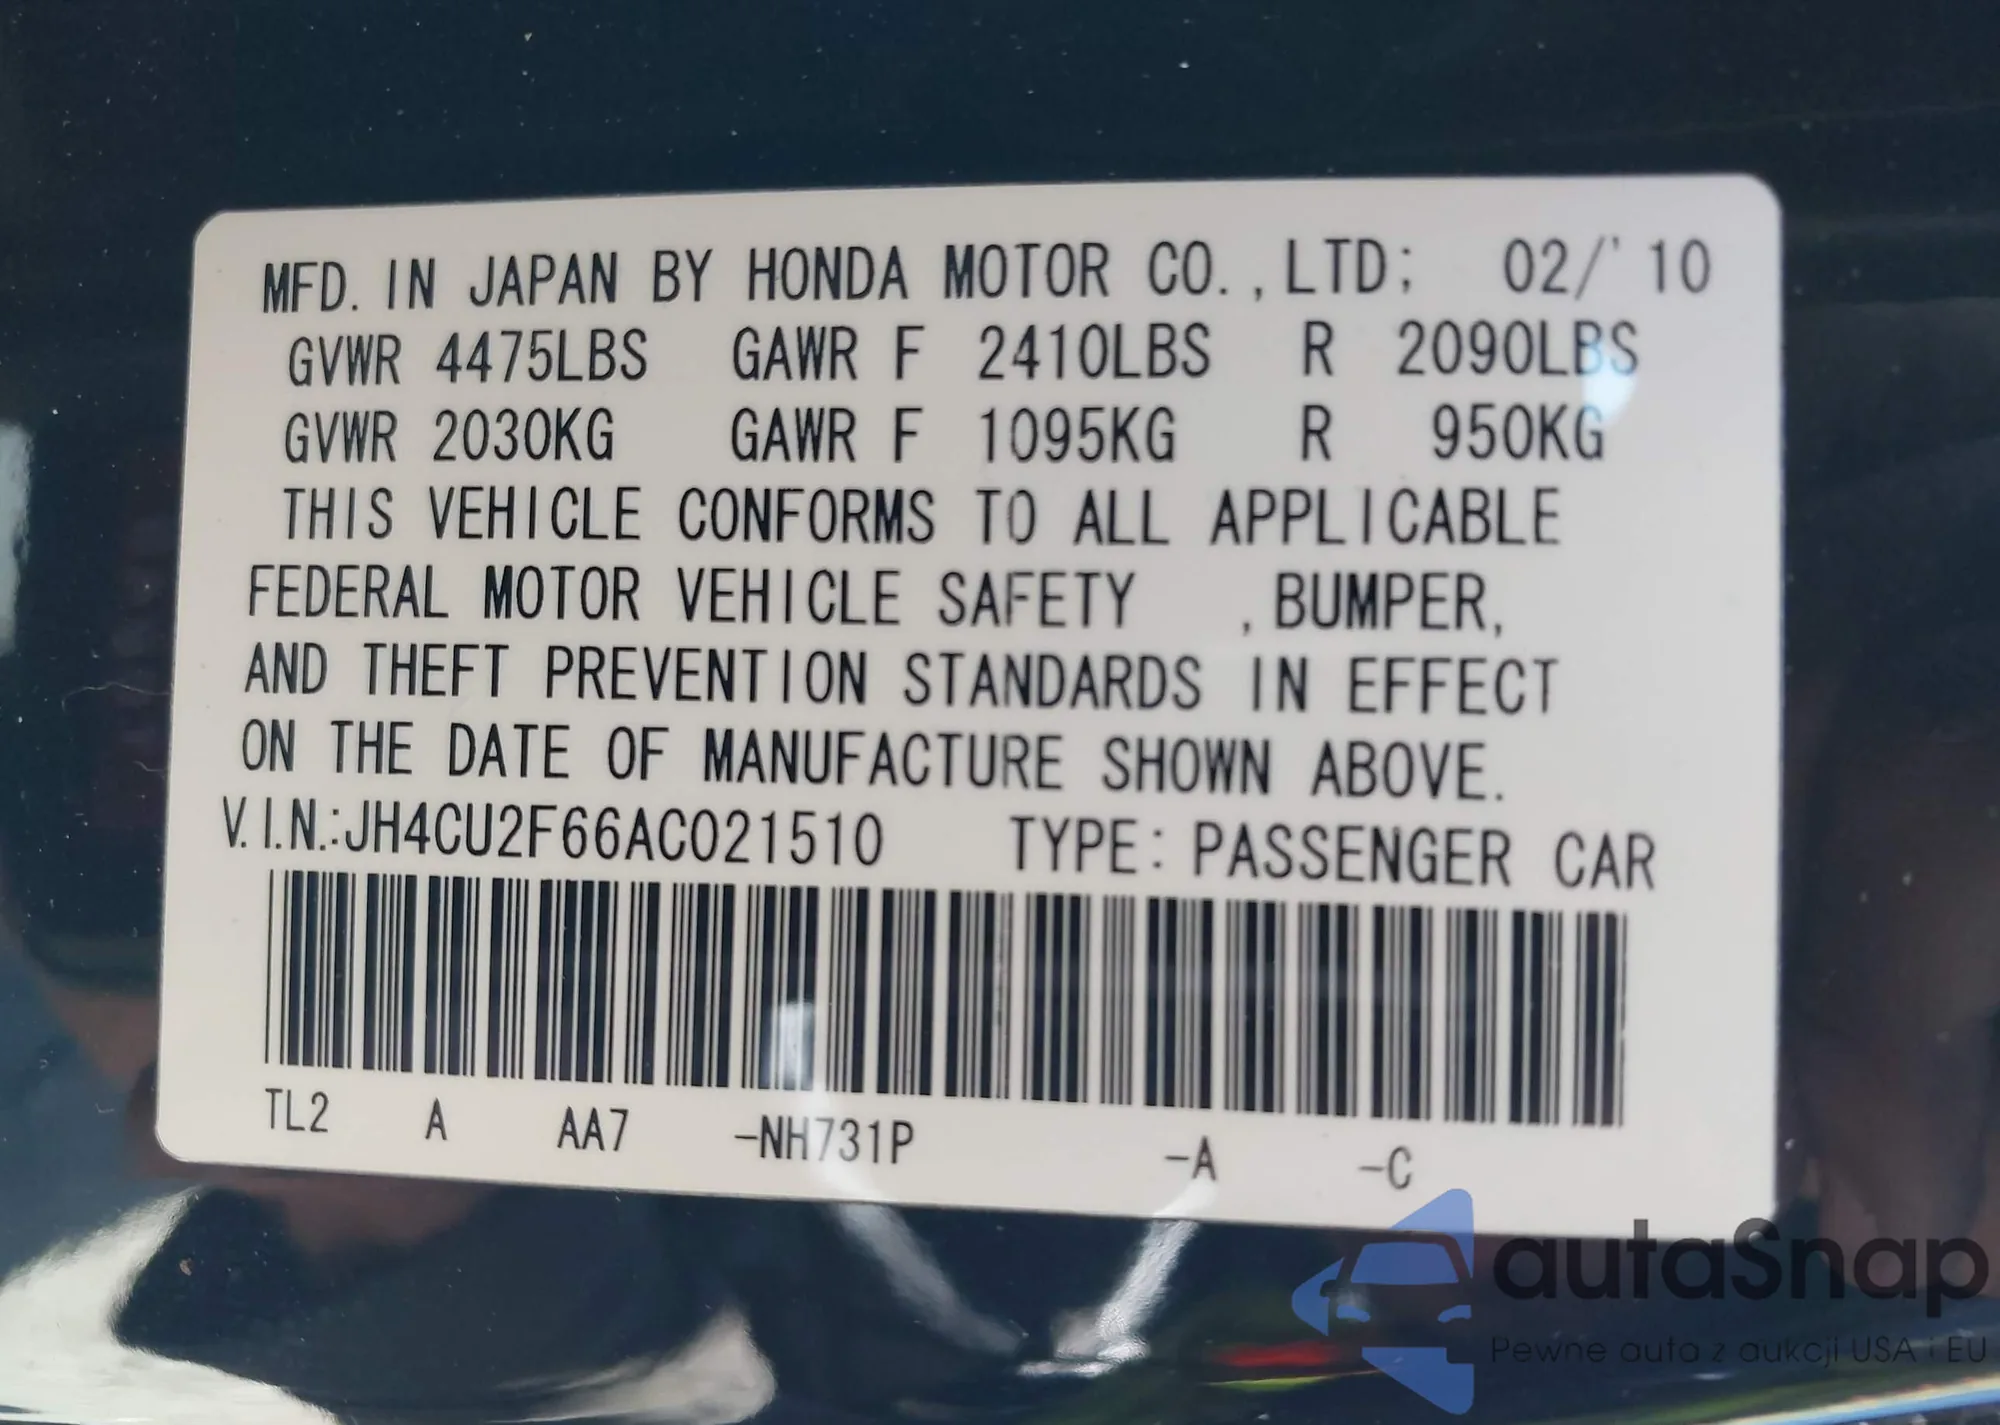 MFD. IN JAPAN BY HONDA MOTOR CO., LTD; 02/'10
GVWR 4475LBS GAWR F 2410LBS R 2090LBS
GVWR 2030KG GAWR F 1095KG R 950KG
THIS VEHICLE CONFORMS TO ALL APPLICABLE
FEDERAL MOTOR VEHICLE SAFETY , BUMPER,
AND THEFT PREVENTION STANDARDS IN EFFECT
ON THE DATE OF MANUFACTURE SHOWN ABOVE.
V.I.N.:JH4CU2F66AC021510 TYPE: PASSENGER CAR
TL2 A AA7 -NH731P -A -C
autaSnap
Pewne auta z aukcji USA i EU